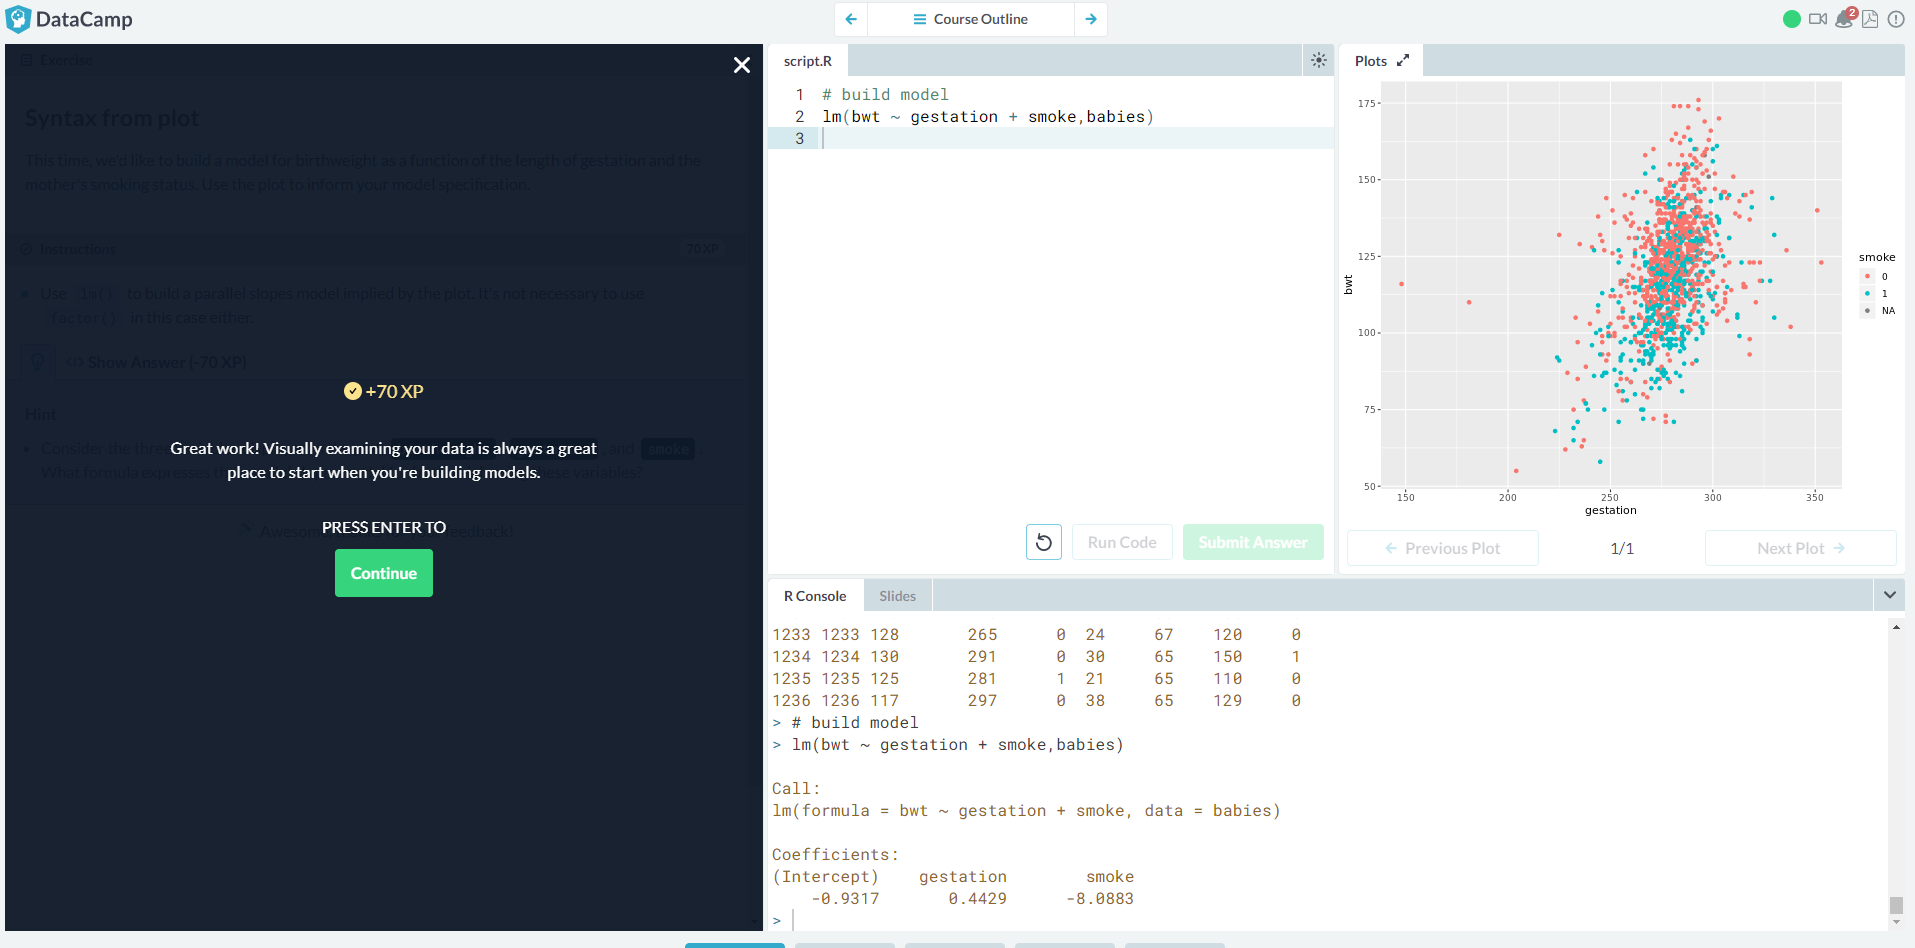 DataCamp
Course Outline
2
Exercise
Syntax from plot
This time, we'd like to build a model for birthweight as a function of the length of gestation and the
mother's smoking status. Use the plot to inform your model specification.
Instructions
70 XP
Use lm() to build a parallel slopes model implied by the plot. It's not necessary to use
factor() in this case either.
</> Show Answer (-70 XP)
+70 XP
Hint
Consider the three
and smoke
What formula expresses
these variables?
Great work! Visually examining your data is always a great
place to start when you're building models.
PRESS ENTER TO
feedback!
Continue
script.R
1 # build model
2 lm(bwt ~ gestation + smoke,babies)
3
Run Code
Submit Answer
Plots
175
150
125
100
75
50
bwt
150 200 250 300 350
gestation
smoke
0
1
NA
Previous Plot
1/1
Next Plot
R Console
Slides
1233 1233 128 265 0 24 67 120 0
1234 1234 130 291 0 30 65 150 1
1235 1235 125 281 1 21 65 110 0
1236 1236 117 297 0 38 65 129 0
> # build model
> lm(bwt ~ gestation + smoke,babies)
Call:
lm(formula = bwt ~ gestation + smoke, data = babies)
Coefficients:
(Intercept) gestation smoke
-0.9317 0.4429 -8.0883
>